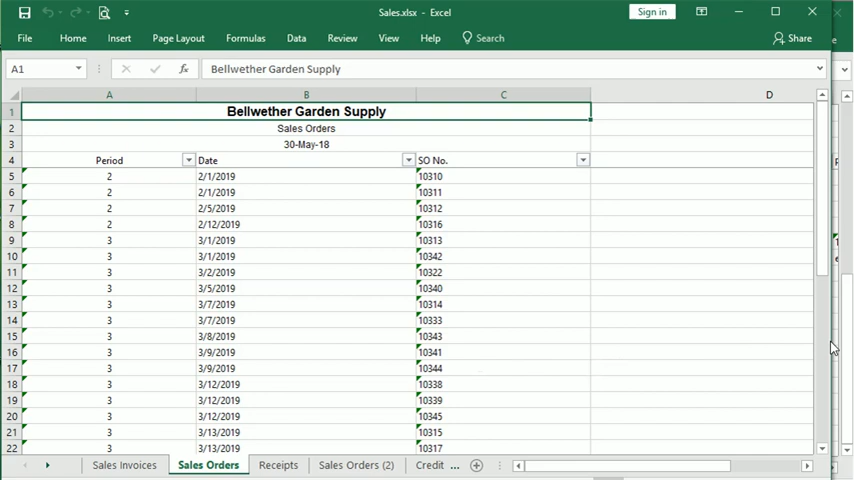 Sales.xlsx - Excel
Sign in
File Home Insert Page Layout Formulas Data Review View Help Search Share
A1 fx Bellwether Garden Supply
A B C D
1 Bellwether Garden Supply
2 Sales Orders
3 30-May-18
4 Period Date SO No.
5 2 2/1/2019 10310
6 2 2/1/2019 10311
7 2 2/5/2019 10312
8 2 2/12/2019 10316
9 3 3/1/2019 10313
10 3 3/1/2019 10342
11 3 3/2/2019 10322
12 3 3/5/2019 10340
13 3 3/7/2019 10314
14 3 3/7/2019 10333
15 3 3/8/2019 10343
16 3 3/9/2019 10341
17 3 3/9/2019 10344
18 3 3/12/2019 10338
19 3 3/12/2019 10339
20 3 3/12/2019 10345
21 3 3/13/2019 10315
22 3 3/13/2019 10317
Sales Invoices Sales Orders Receipts Sales Orders (2) Credit ...